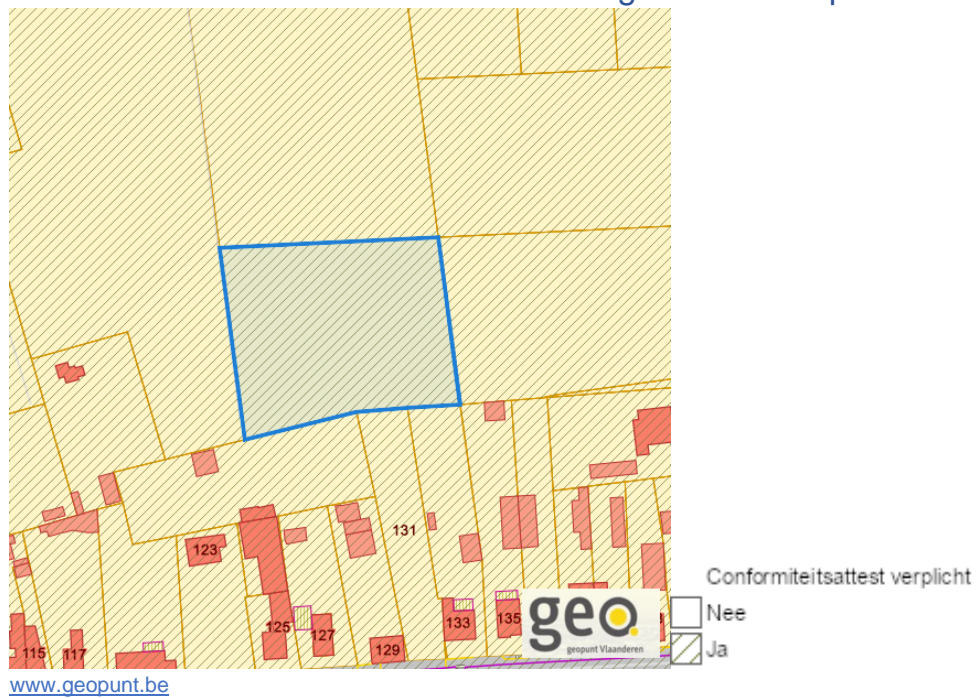 123
131
125
127
133
135
129
115
117
geo
geopunt Vlaanderen
Conformiteitsattest verplicht
Nee
Ja
www.geopunt.be